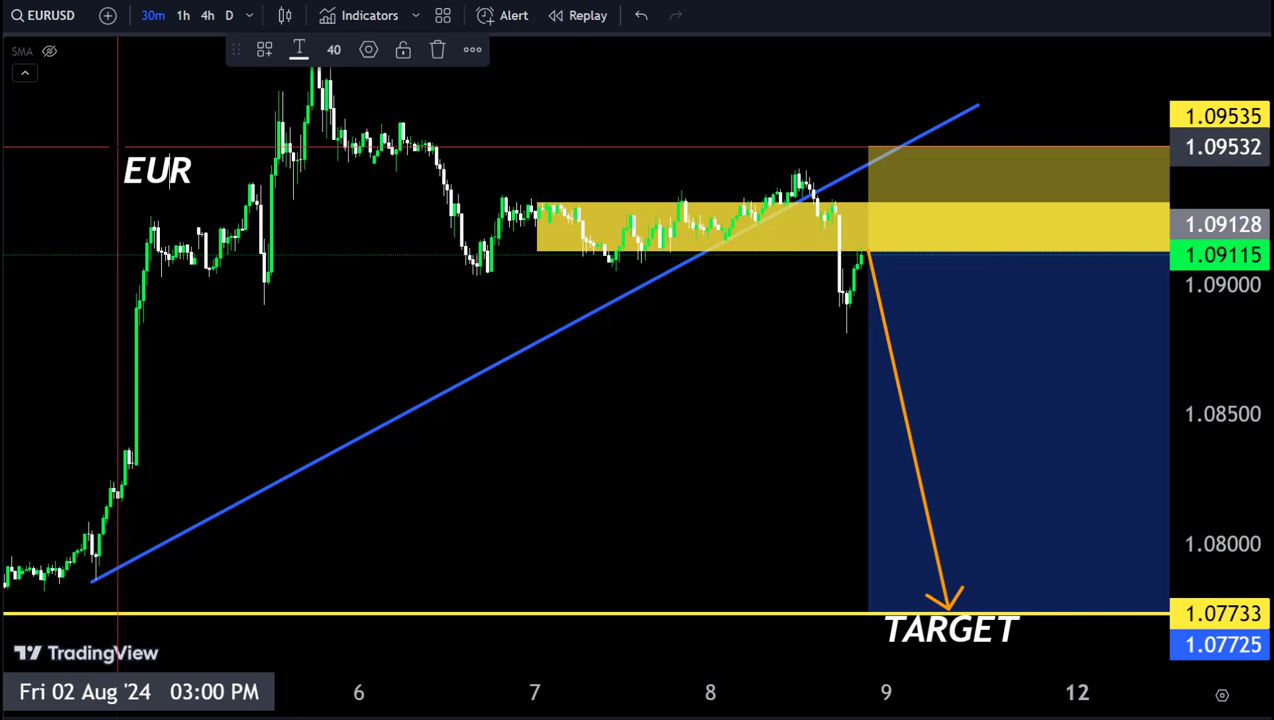 EURUSD 30m 1h 4h D Indicators Alert Replay
SMA
40
EUR
1.09535
1.09532
1.09128
1.09115
1.09000
1.08500
1.08000
1.07733
TARGET
1.07725
TradingView
Fri 02 Aug '24 03:00 PM 6 7 8 9 12